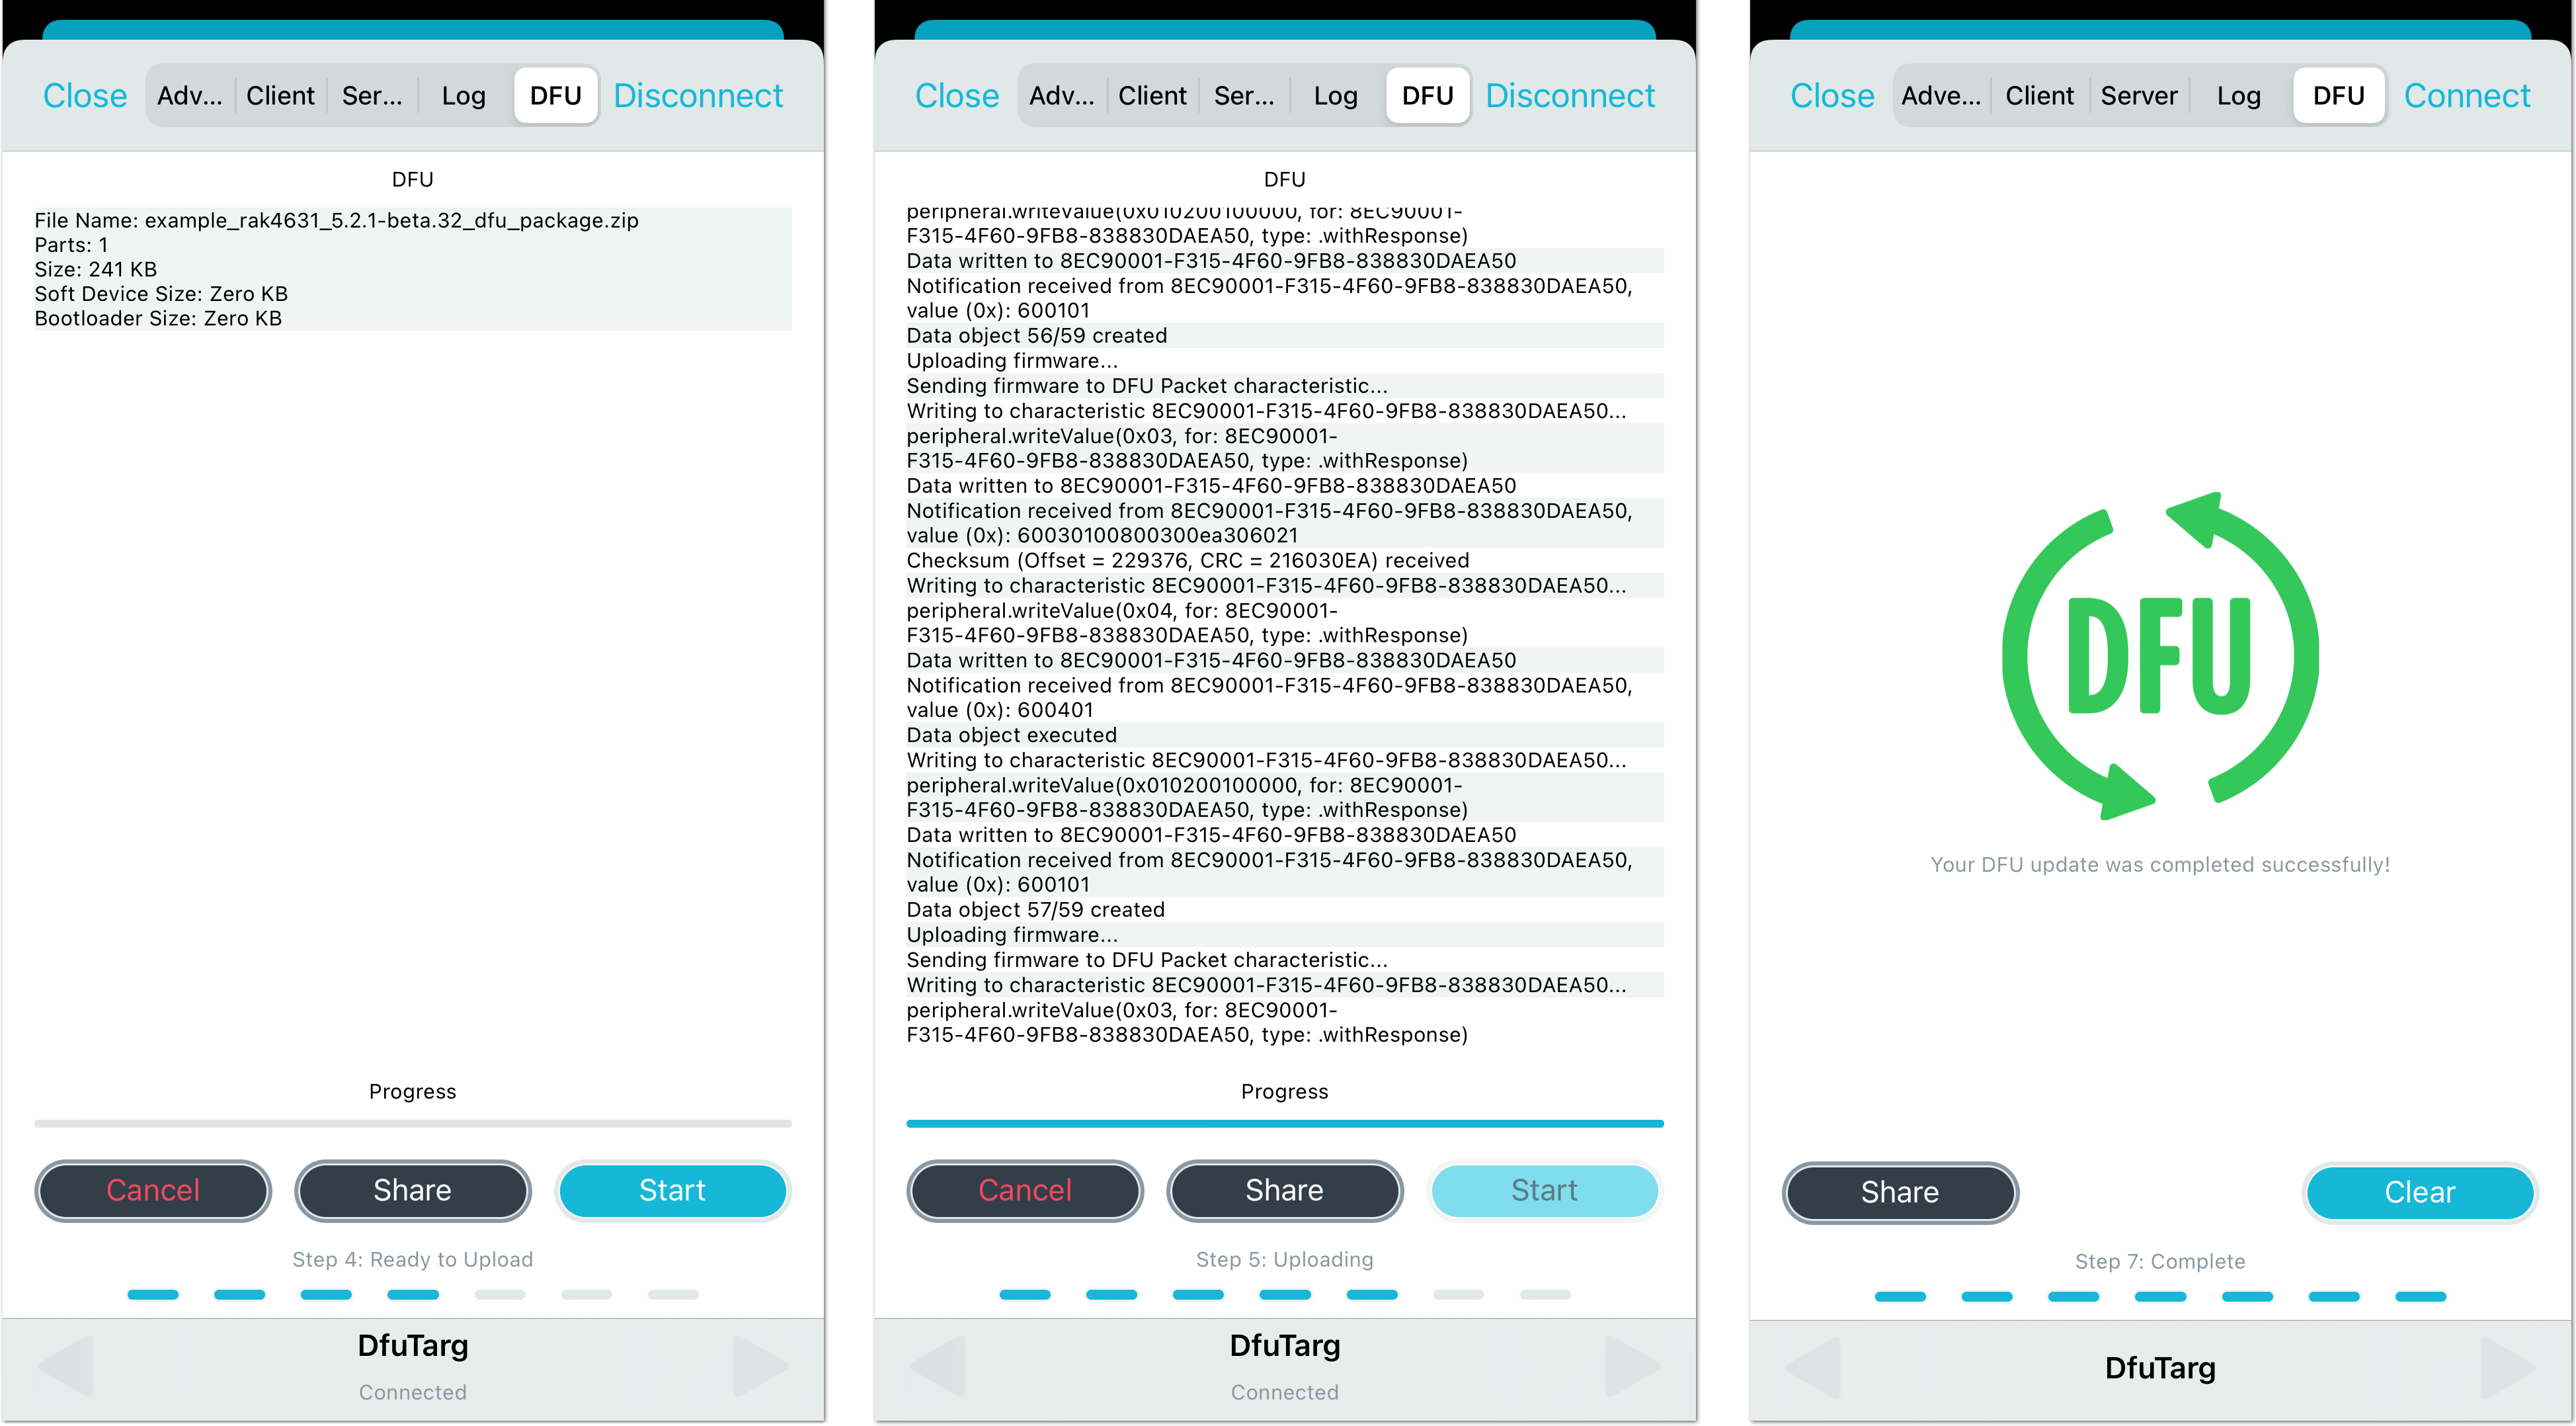 Close Adv... Client Ser... Log DFU Disconnect
DFU
File Name: example_rak4631_5.2.1-beta.32_dfu_package.zip
Parts: 1
Size: 241 KB
Soft Device Size: Zero KB
Bootloader Size: Zero KB
Progress
Cancel Share Start
Step 4: Ready to Upload
DfuTarg
Connected
Close Adv... Client Ser... Log DFU Disconnect
DFU
peripheral.writeValue(0x010200100000, for: 8EC90001-
F315-4F60-9FB8-838830DAEA50, type: .withResponse)
Data written to 8EC90001-F315-4F60-9FB8-838830DAEA50
Notification received from 8EC90001-F315-4F60-9FB8-838830DAEA50,
value (0x): 600101
Data object 56/59 created
Uploading firmware...
Sending firmware to DFU Packet characteristic...
Writing to characteristic 8EC90001-F315-4F60-9FB8-838830DAEA50...
peripheral.writeValue(0x03, for: 8EC90001-
F315-4F60-9FB8-838830DAEA50, type: .withResponse)
Data written to 8EC90001-F315-4F60-9FB8-838830DAEA50
Notification received from 8EC90001-F315-4F60-9FB8-838830DAEA50,
value (0x): 60030100800300ea306021
Checksum (Offset = 229376, CRC = 216030EA) received
Writing to characteristic 8EC90001-F315-4F60-9FB8-838830DAEA50...
peripheral.writeValue(0x04, for: 8EC90001-
F315-4F60-9FB8-838830DAEA50, type: .withResponse)
Data written to 8EC90001-F315-4F60-9FB8-838830DAEA50
Notification received from 8EC90001-F315-4F60-9FB8-838830DAEA50,
value (0x): 600401
Data object executed
Writing to characteristic 8EC90001-F315-4F60-9FB8-838830DAEA50...
peripheral.writeValue(0x010200100000, for: 8EC90001-
F315-4F60-9FB8-838830DAEA50, type: .withResponse)
Data written to 8EC90001-F315-4F60-9FB8-838830DAEA50
Notification received from 8EC90001-F315-4F60-9FB8-838830DAEA50,
value (0x): 600101
Data object 57/59 created
Uploading firmware...
Sending firmware to DFU Packet characteristic...
Writing to characteristic 8EC90001-F315-4F60-9FB8-838830DAEA50...
peripheral.writeValue(0x03, for: 8EC90001-
F315-4F60-9FB8-838830DAEA50, type: .withResponse)
Progress
Cancel Share Start
Step 5: Uploading
DfuTarg
Connected
Close Adve... Client Server Log DFU Connect
DFU
Your DFU update was completed successfully!
Share Clear
Step 7: Complete
DfuTarg